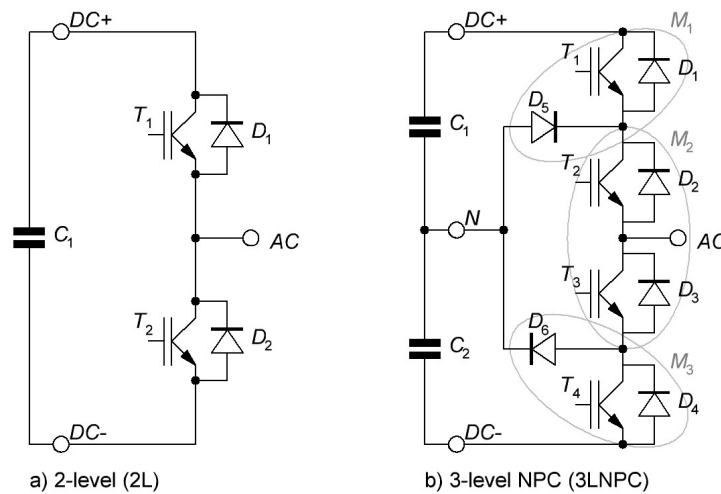 DC+
T1
D1
C1
AC
T2
D2
DC-
a) 2-level (2L)
DC+
M1
T1
D1
D5
C1
M2
T2
D2
N
AC
T3
D3
D6
C2
M3
T4
D4
DC-
b) 3-level NPC (3LNPC)